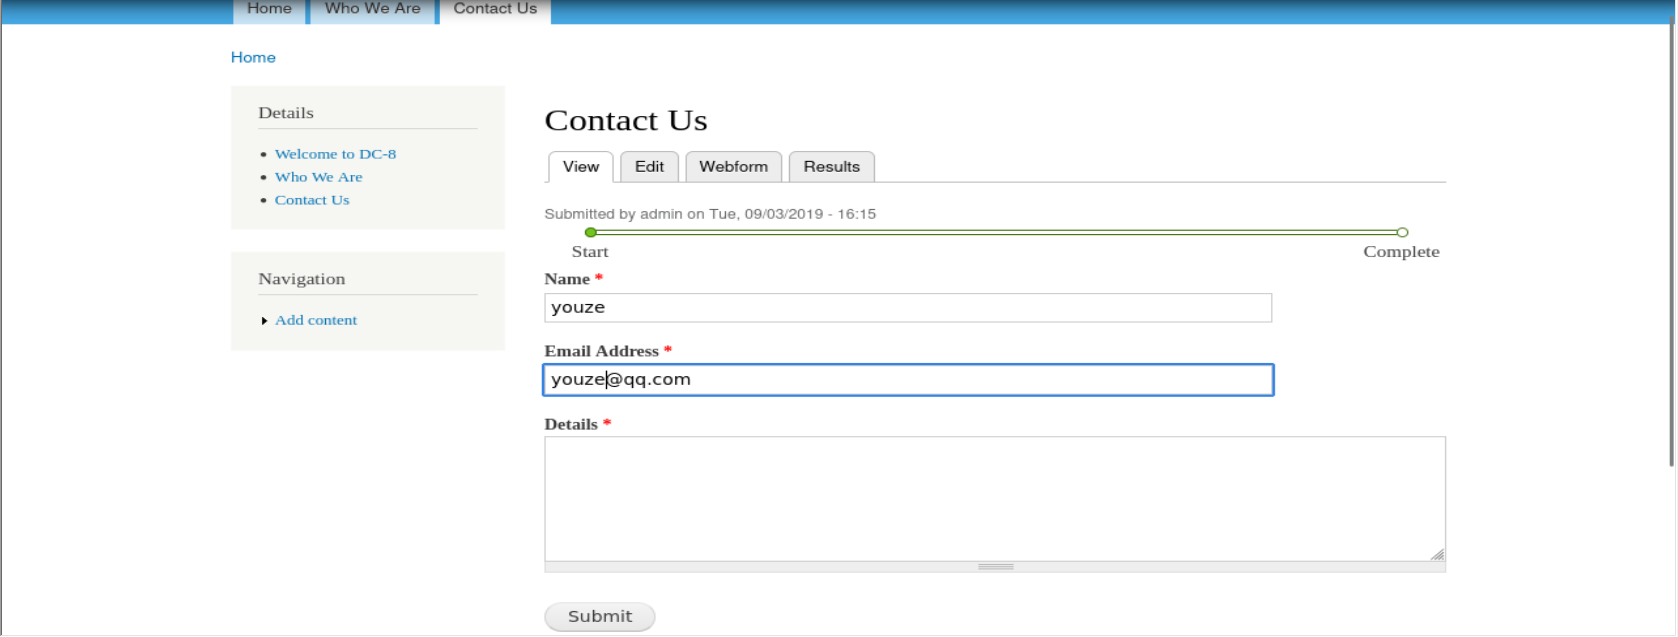 Home Who We Are Contact Us
Home
Details
Welcome to DC-8
Who We Are
Contact Us
Navigation
Add content
Contact Us
View Edit Webform Results
Submitted by admin on Tue, 09/03/2019 - 16:15
Start Complete
Name *
youze
Email Address *
youze@qq.com
Details *
Submit